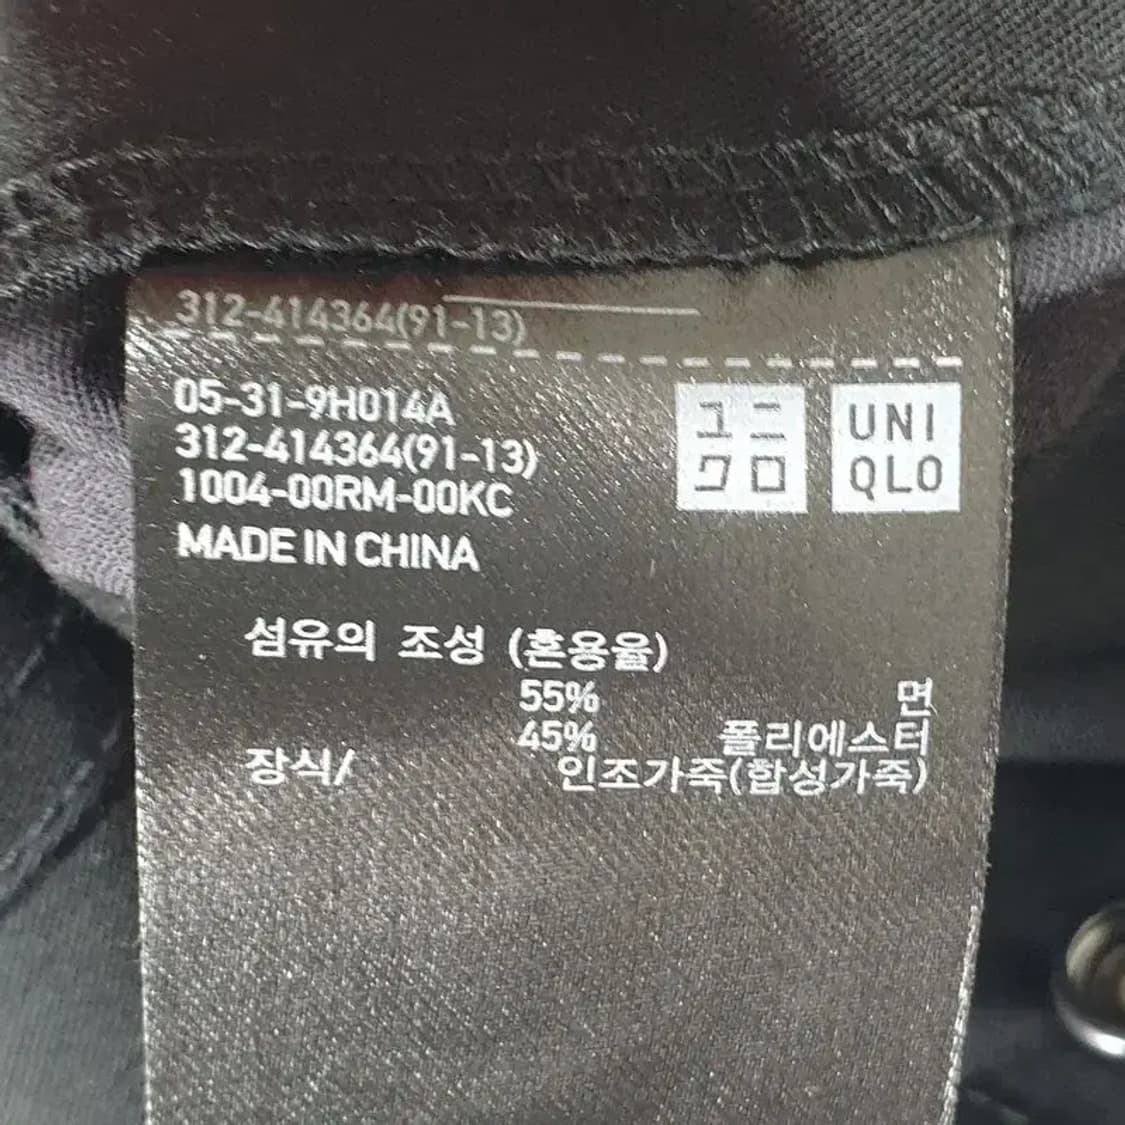 312-414364(91-13)
05-31-9H014A
312-414364(91-13)
1004-00RM-00KC
MADE IN CHINA
ユニ
クロ
UNI
QLO
섬유의 조성 (혼용율)
55% 면
45% 폴리에스터
장식/ 인조가죽(합성가죽)